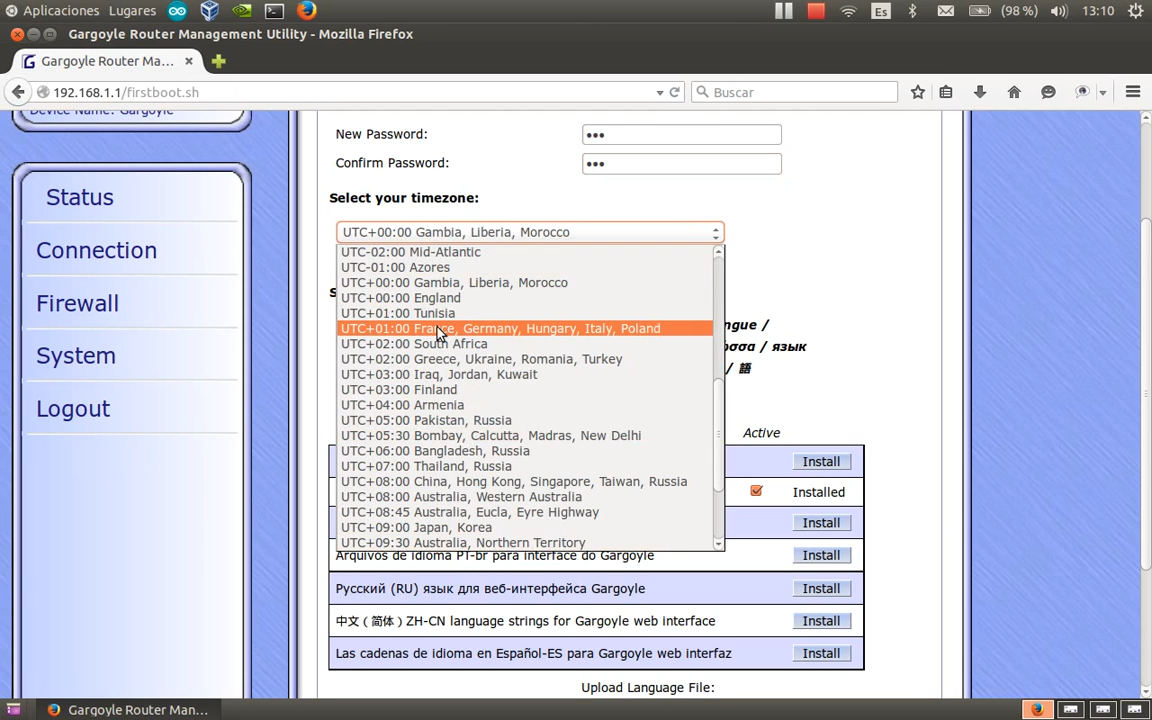 Aplicaciones Lugares Es (98 %) 13:10
Gargoyle Router Management Utility - Mozilla Firefox
Gargoyle Router Ma...
192.168.1.1/firstboot.sh Buscar
Device Name: Gargoyle
Status
Connection
Firewall
System
Logout
New Password: •••
Confirm Password: •••
Select your timezone:
UTC+00:00 Gambia, Liberia, Morocco
UTC-02:00 Mid-Atlantic
UTC-01:00 Azores
UTC+00:00 Gambia, Liberia, Morocco
UTC+00:00 England
UTC+01:00 Tunisia
UTC+01:00 France, Germany, Hungary, Italy, Poland
UTC+02:00 South Africa
UTC+02:00 Greece, Ukraine, Romania, Turkey
UTC+03:00 Iraq, Jordan, Kuwait
UTC+03:00 Finland
UTC+04:00 Armenia
UTC+05:00 Pakistan, Russia
UTC+05:30 Bombay, Calcutta, Madras, New Delhi
UTC+06:00 Bangladesh, Russia
UTC+07:00 Thailand, Russia
UTC+08:00 China, Hong Kong, Singapore, Taiwan, Russia
UTC+08:00 Australia, Western Australia
UTC+08:45 Australia, Eucla, Eyre Highway
UTC+09:00 Japan, Korea
UTC+09:30 Australia, Northern Territory
ngue /
σσα / язык
/ 語
Active
Install
Installed
Install
Arquivos de idioma PT-br para interface do Gargoyle Install
Русский (RU) язык для веб-интерфейса Gargoyle Install
中文 ( 简体 ) ZH-CN language strings for Gargoyle web interface Install
Las cadenas de idioma en Español-ES para Gargoyle web interfaz Install
Upload Language File:
Gargoyle Router Man...